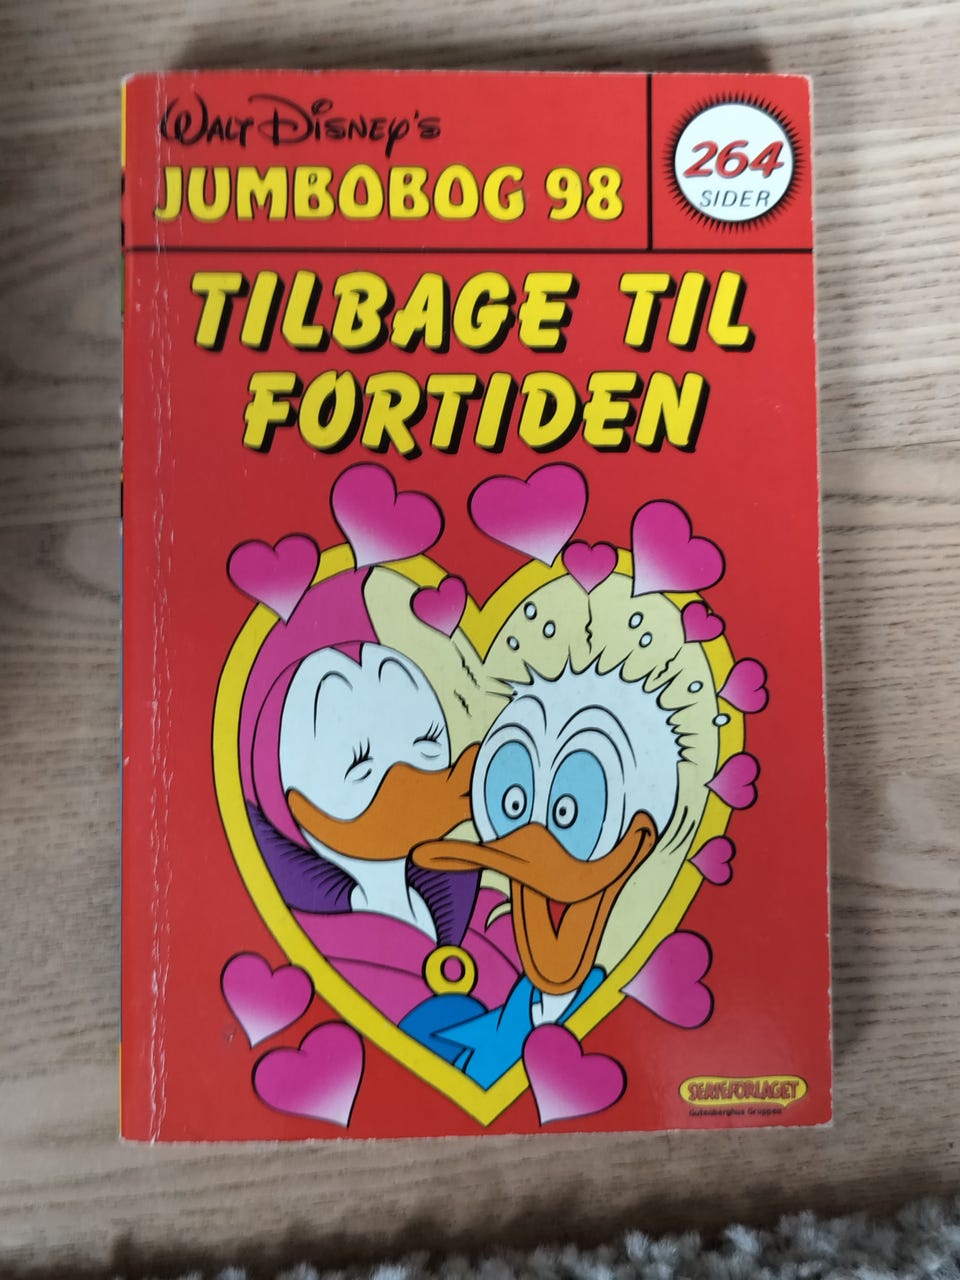 WALT DISNEY'S
JUMBOBOG 98
264
SIDER
TILBAGE TIL
FORTIDEN
SERIEFORLAGET
Gutenberghus Gruppen